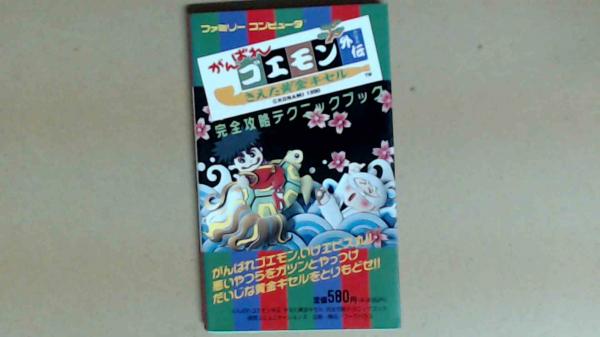 ファミリー コンピュータ
がんばれ
ゴエモン外伝
きえた黄金キセル
©KONAMI 1990
TM
完全攻略テクニックブック
がんばれゴエモン、いけエビス丸!!
悪いやつらをガツンとやっつけ
だいじな黄金キセルをとりもどせ!!
定価580円